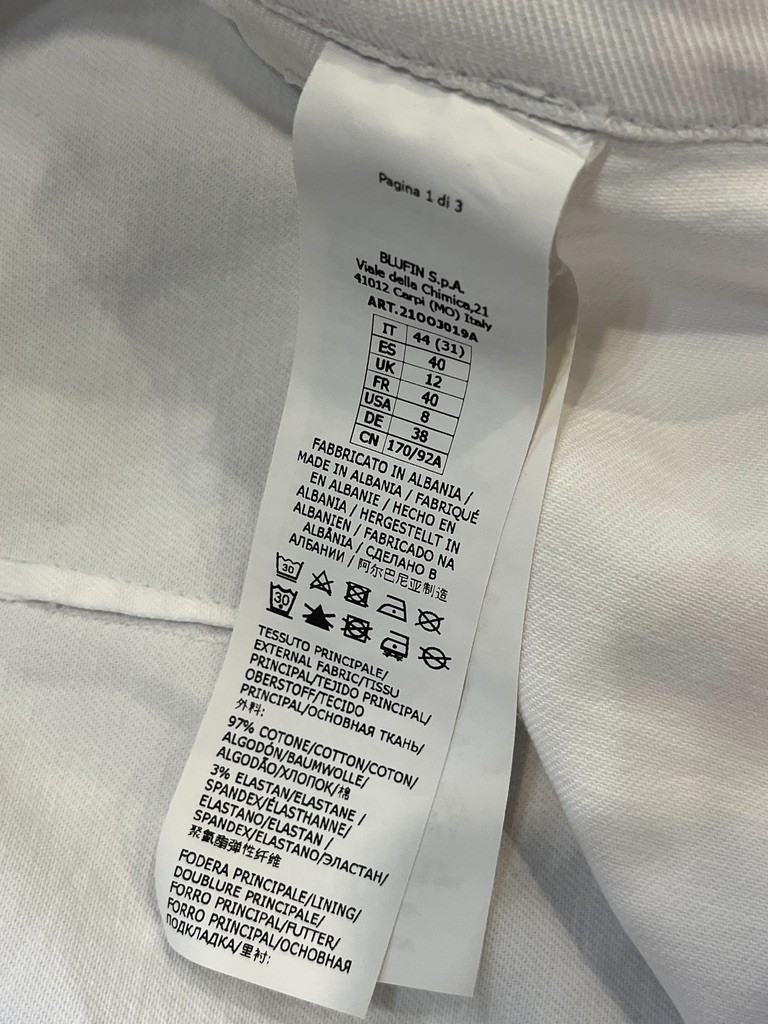 Pagina 1 di 3
BLUFIN S.p.A.
Viale della Chimica,21
41012 Carpi (MO) Italy
ART.21OO3019A
IT 44 (31)
ES 40
UK 12
FR 40
USA 8
DE 38
CN 170/92A
FABBRICATO IN ALBANIA /
MADE IN ALBANIA / FABRIQUÉ
EN ALBANIE / HECHO EN
ALBANIA / HERGESTELLT IN
ALBANIEN / FABRICADO NA
ALBÂNIA / СДЕЛАНО В
АЛБАНИИ / 阿尔巴尼亚制造
30
30
TESSUTO PRINCIPALE/
EXTERNAL FABRIC/TISSU
PRINCIPAL/TEJIDO PRINCIPAL/
OBERSTOFF/TECIDO
PRINCIPAL/ОСНОВНАЯ ТКАНЬ/
外料:
97% COTONE/COTTON/COTON/
ALGODÓN/BAUMWOLLE/
ALGODÃO/ХЛОПОК/棉
3% ELASTAN/ELASTANE /
SPANDEX/ÉLASTHANNE/
ELASTANO/ELASTAN /
SPANDEX/ELASTANO/ЭЛАСТАН/
聚氨酯弹性纤维
FODERA PRINCIPALE/LINING/
DOUBLURE PRINCIPALE/
FORRO PRINCIPAL/FUTTER/
FORRO PRINCIPAL/ОСНОВНАЯ
ПОДКЛАДКА/里衬: